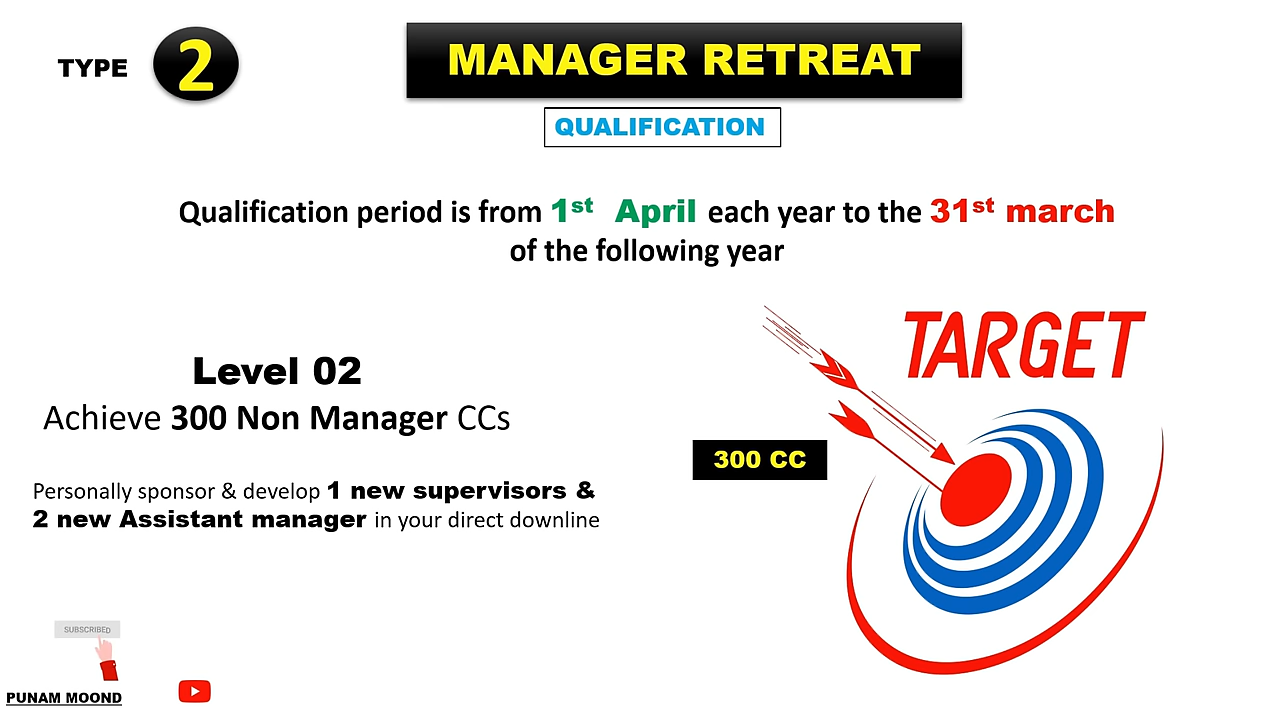 TYPE 2
MANAGER RETREAT
QUALIFICATION
Qualification period is from 1st April each year to the 31st march
of the following year
TARGET
Level 02
Achieve 300 Non Manager CCs
300 CC
Personally sponsor & develop 1 new supervisors &
2 new Assistant manager in your direct downline
SUBSCRIBED
PUNAM MOOND